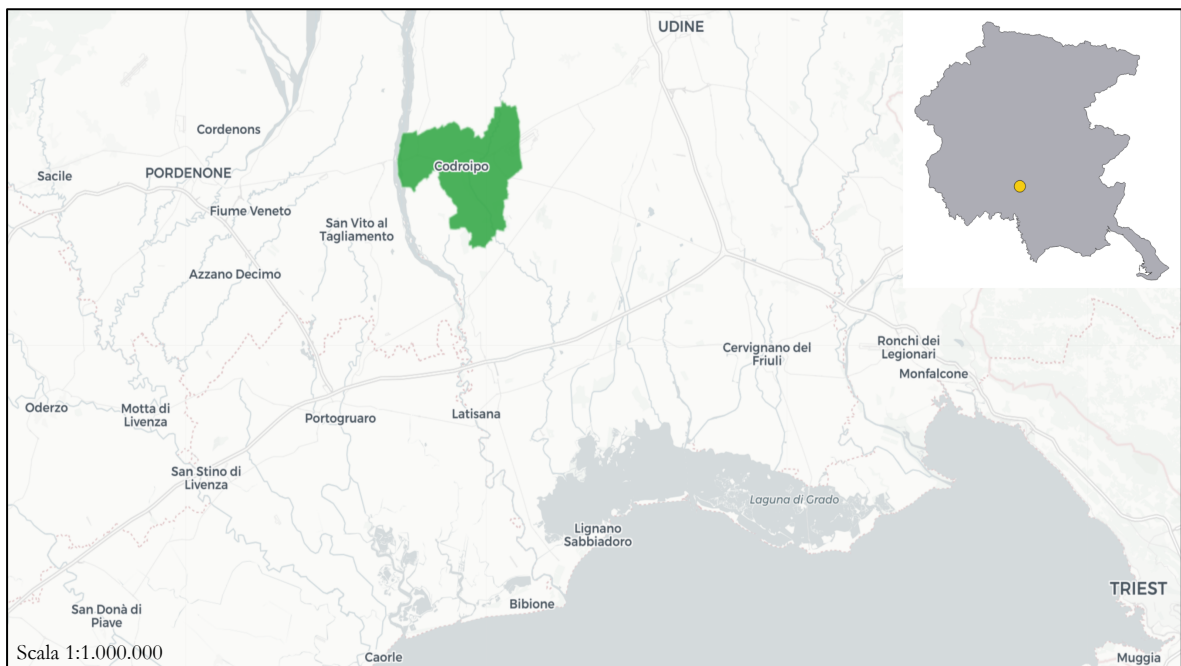 UDINE
Cordenons
Codroipo
PORDENONE
Sacile
Fiume Veneto
San Vito al
Tagliamento
Azzano Decimo
Cervignano del
Friuli
Ronchi dei
Legionari
Monfalcone
Oderzo
Motta di
Livenza
Portogruaro
Latisana
San Stino di
Livenza
Laguna di Grado
Lignano
Sabbiadoro
TRIEST
Bibione
San Donà di
Piave
Scala 1:1.000.000
Caorle
Muggia